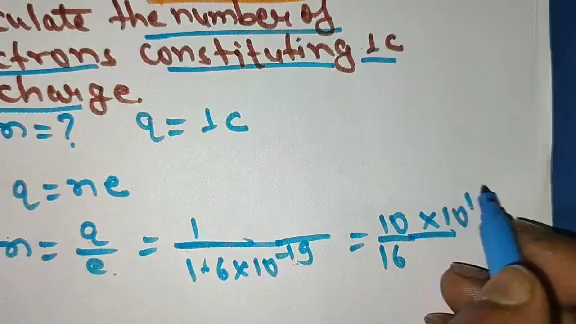 culate the number of
ctrons constituting 1C
charge.
n = ? q = 1C
q = ne
n = q/e = 1/1.6×10⁻¹⁹ = 10 ×10¹/16